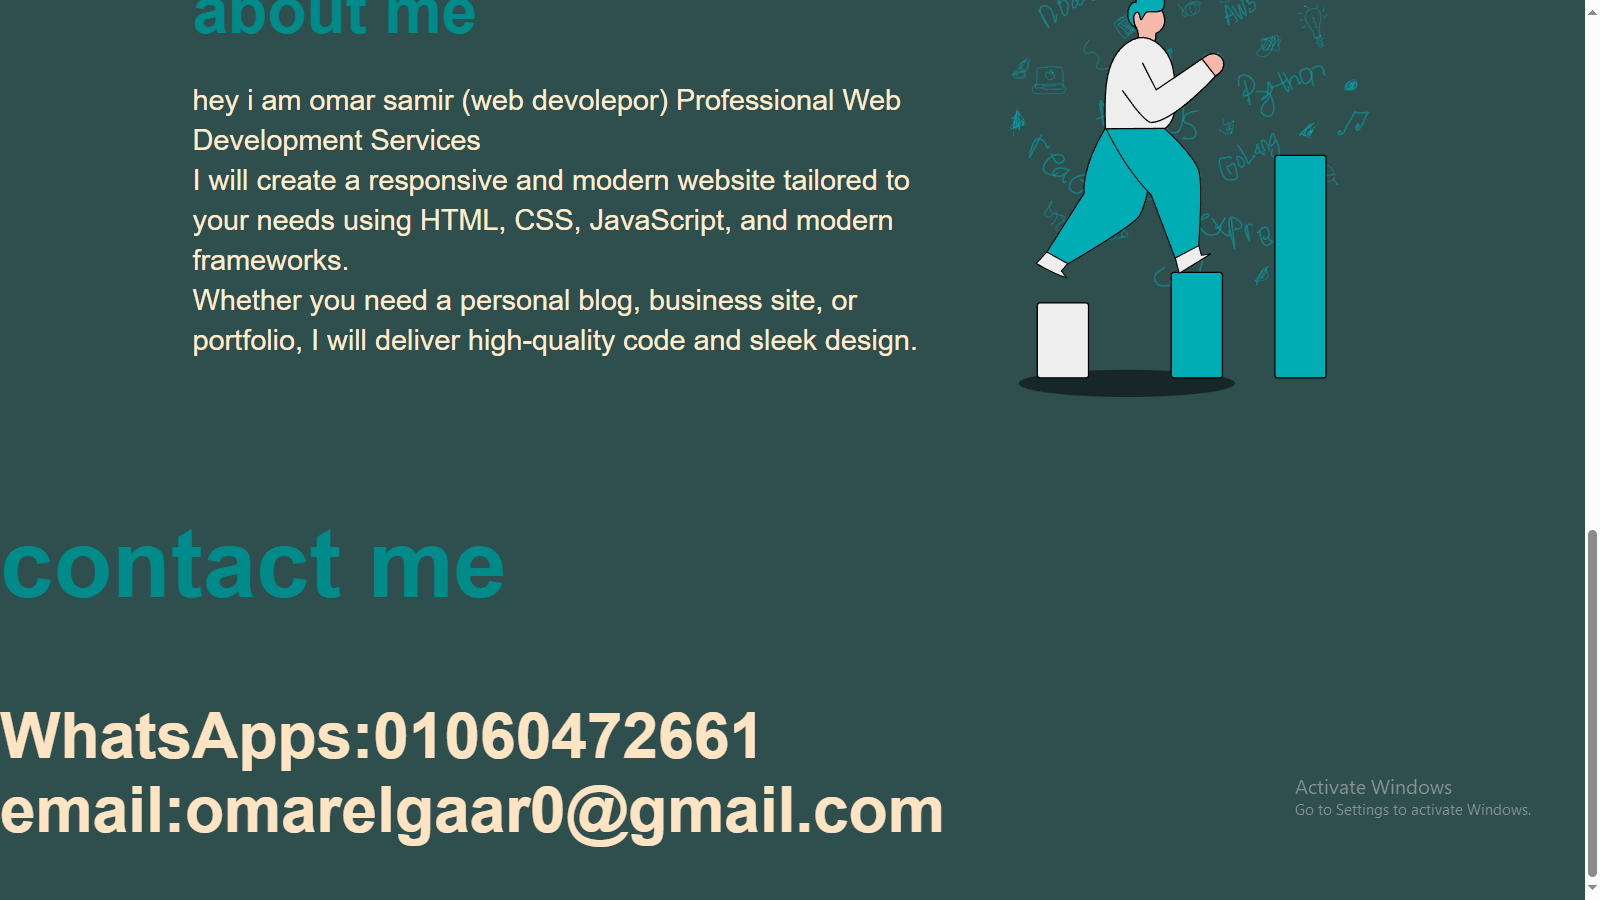 about me
hey i am omar samir (web devolepor) Professional Web
Development Services
I will create a responsive and modern website tailored to
your needs using HTML, CSS, JavaScript, and modern
frameworks.
Whether you need a personal blog, business site, or
portfolio, I will deliver high-quality code and sleek design.
AWS
Python
JS
GoLang
contact me
WhatsApps:01060472661
email:omarelgaar0@gmail.com
Activate Windows
Go to Settings to activate Windows.